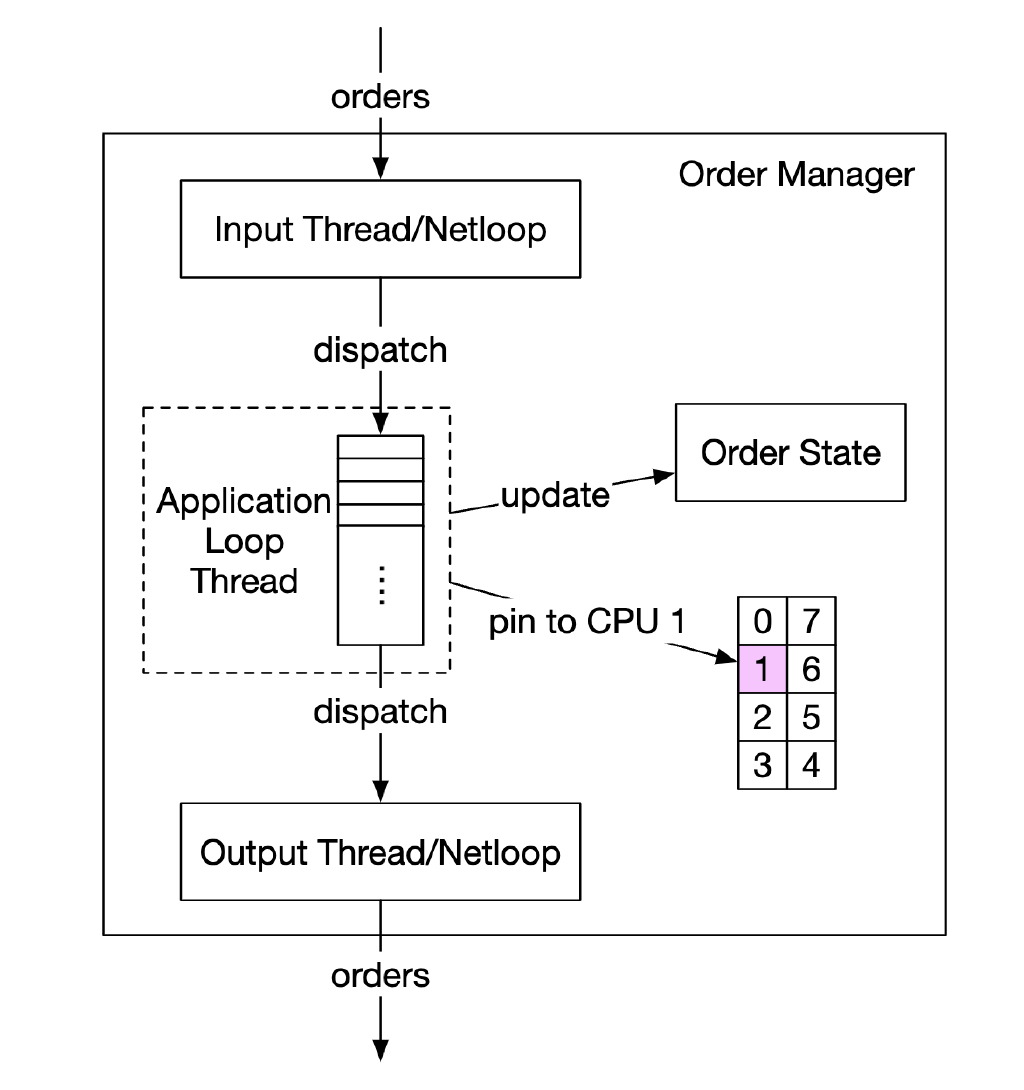 orders
Order Manager
Input Thread/Netloop
dispatch
Application
Loop
Thread
Order State
update
pin to CPU 1
0 7
1 6
2 5
3 4
dispatch
Output Thread/Netloop
orders